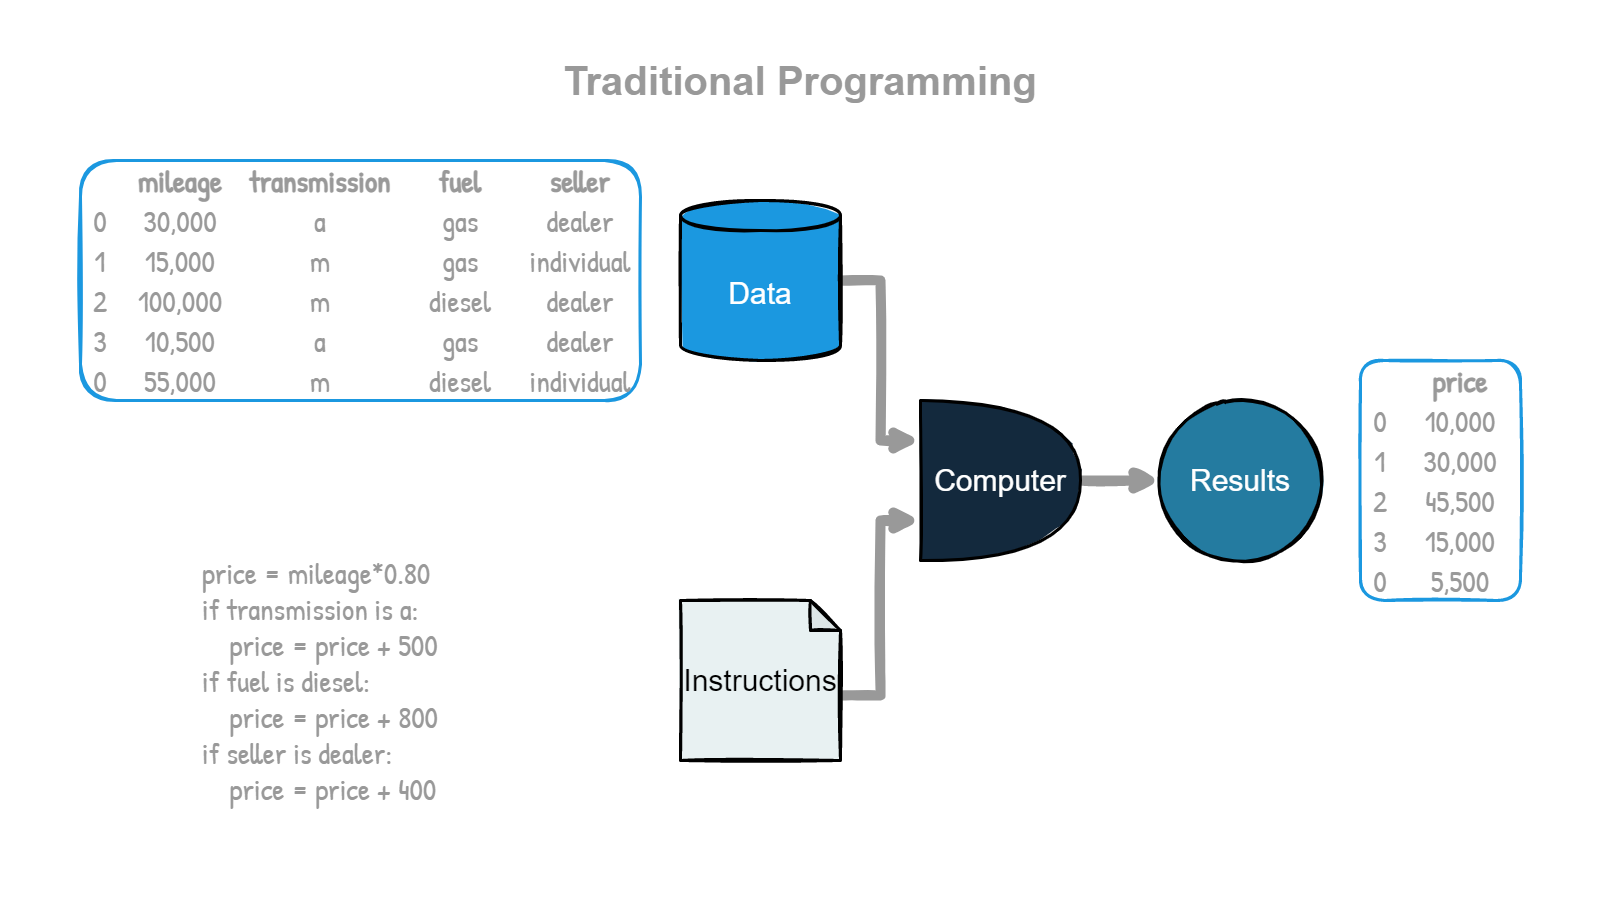 Traditional Programming
mileage transmission fuel seller
0 30,000 a gas dealer
1 15,000 m gas individual
2 100,000 m diesel dealer
3 10,500 a gas dealer
0 55,000 m diesel individual
Data
Computer
Results
price
0 10,000
1 30,000
2 45,500
3 15,000
0 5,500
price = mileage*0.80
if transmission is a:
price = price + 500
if fuel is diesel:
price = price + 800
if seller is dealer:
price = price + 400
Instructions